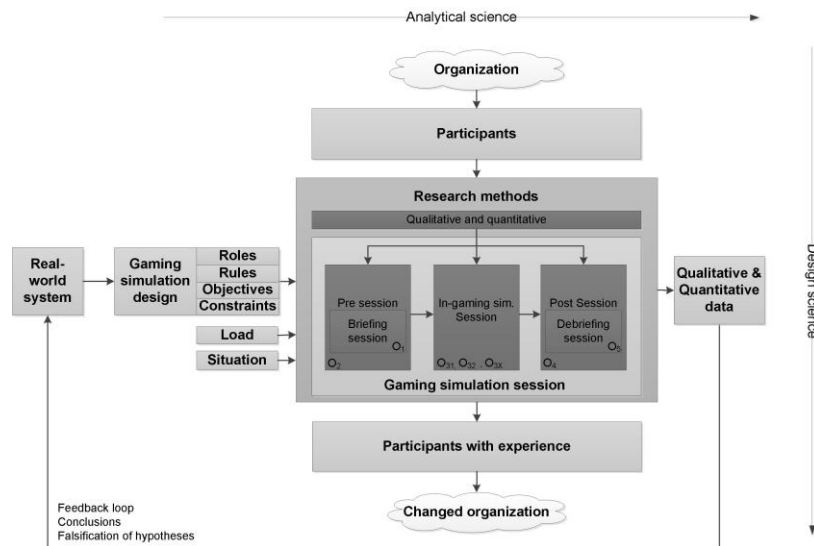 Analytical science
Organization
Participants
Research methods
Qualitative and quantitative
Real-
world
system
Gaming
simulation
design
Roles
Rules
Objectives
Constraints
Load
Situation
Pre session
Briefing
session
O1
O2
In-gaming sim.
Session
O31, O32 .. O3X
Post Session
Debriefing
session
O5
O4
Gaming simulation session
Qualitative &
Quantitative
data
Design science
Participants with experience
Changed organization
Feedback loop
Conclusions
Falsification of hypotheses